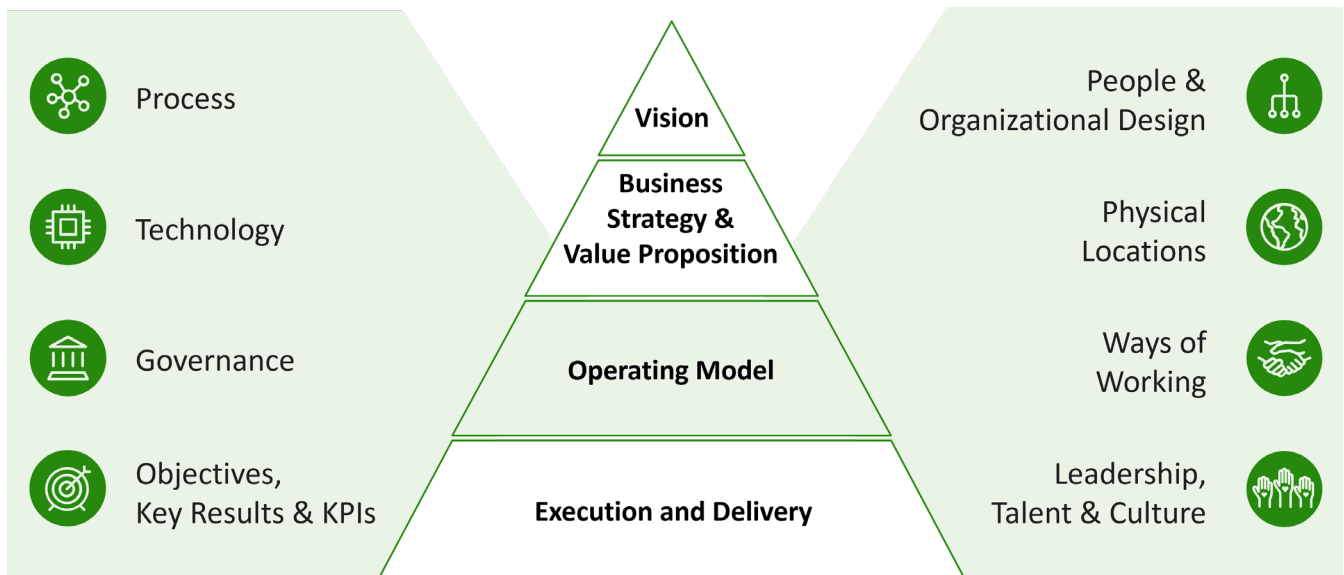 Process
Technology
Governance
Objectives,
Key Results & KPIs
Vision
Business
Strategy &
Value Proposition
Operating Model
Execution and Delivery
People &
Organizational Design
Physical
Locations
Ways of
Working
Leadership,
Talent & Culture